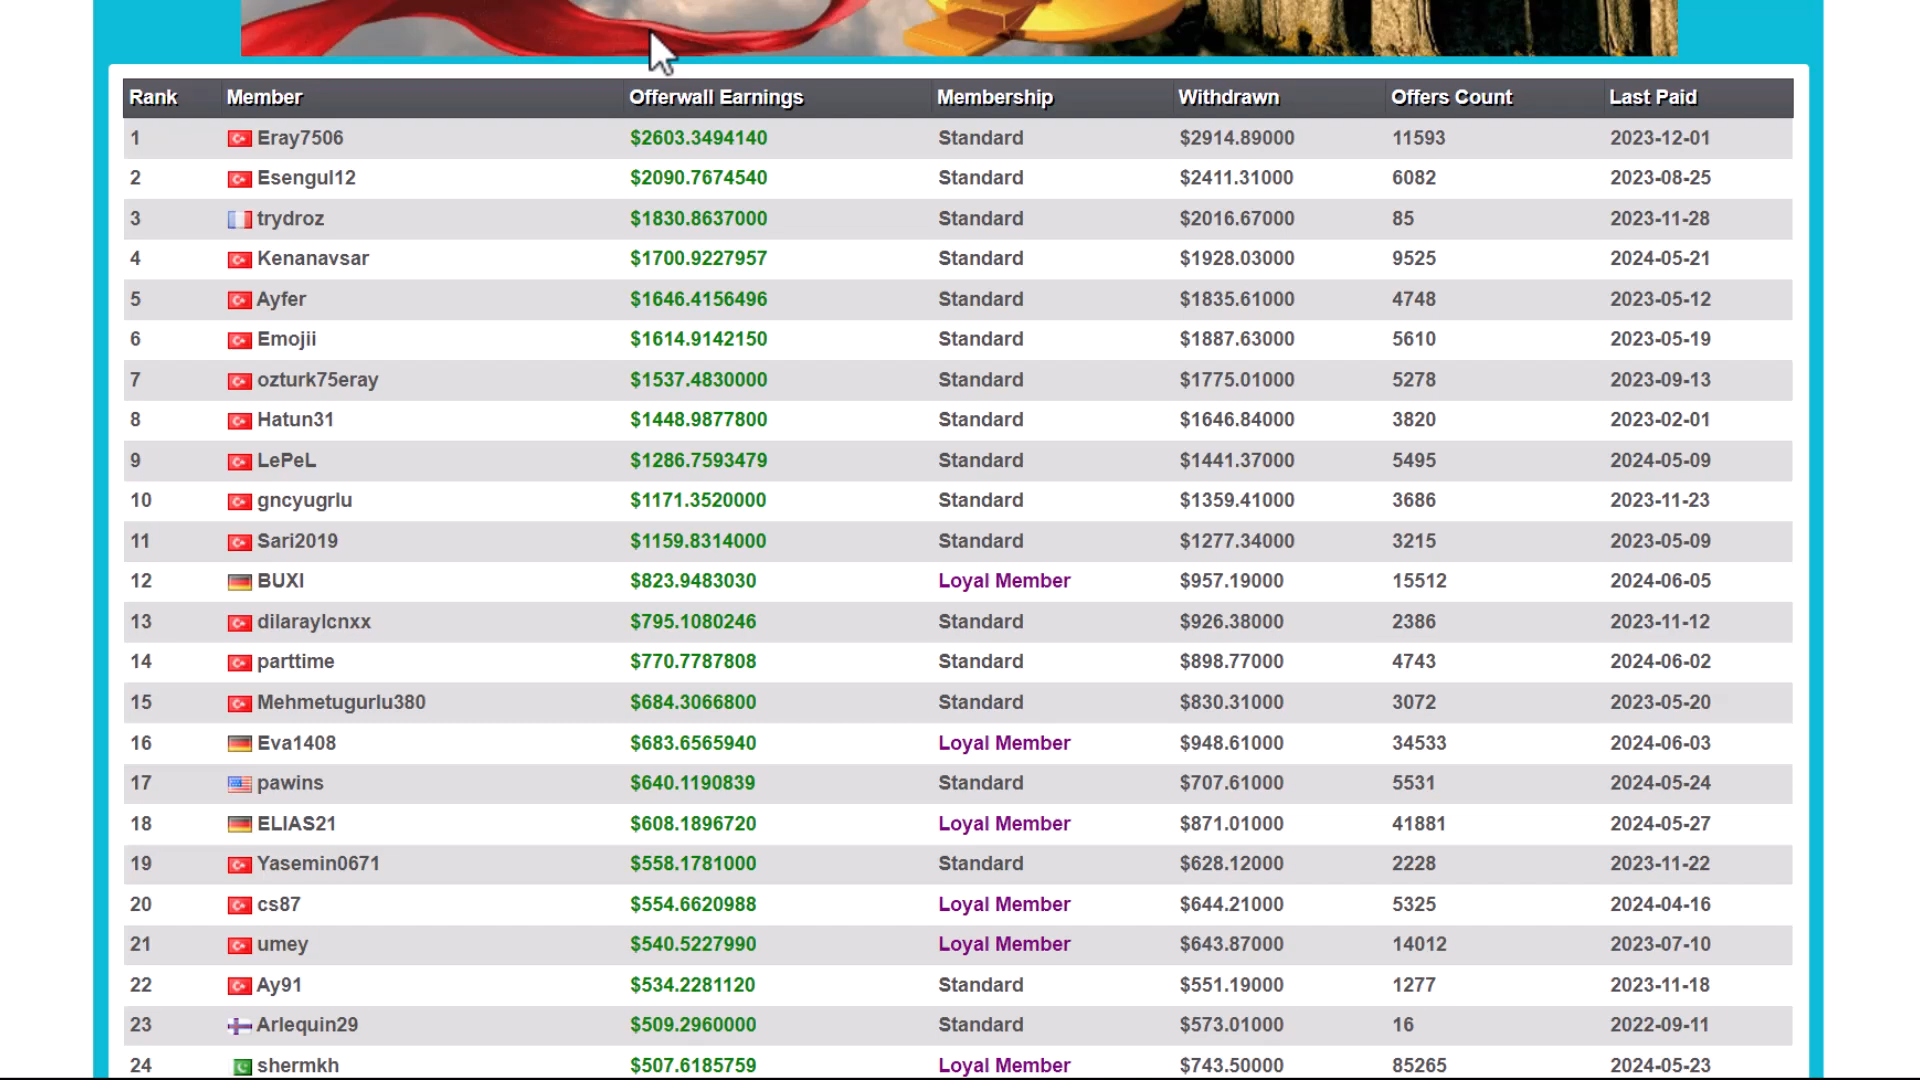 Rank Member Offerwall Earnings Membership Withdrawn Offers Count Last Paid
1 Eray7506 $2603.3494140 Standard $2914.89000 11593 2023-12-01
2 Esengul12 $2090.7674540 Standard $2411.31000 6082 2023-08-25
3 trydroz $1830.8637000 Standard $2016.67000 85 2023-11-28
4 Kenanavsar $1700.9227957 Standard $1928.03000 9525 2024-05-21
5 Ayfer $1646.4156496 Standard $1835.61000 4748 2023-05-12
6 Emojii $1614.9142150 Standard $1887.63000 5610 2023-05-19
7 ozturk75eray $1537.4830000 Standard $1775.01000 5278 2023-09-13
8 Hatun31 $1448.9877800 Standard $1646.84000 3820 2023-02-01
9 LePeL $1286.7593479 Standard $1441.37000 5495 2024-05-09
10 gncyugrlu $1171.3520000 Standard $1359.41000 3686 2023-11-23
11 Sari2019 $1159.8314000 Standard $1277.34000 3215 2023-05-09
12 BUXI $823.9483030 Loyal Member $957.19000 15512 2024-06-05
13 dilaraylcnxx $795.1080246 Standard $926.38000 2386 2023-11-12
14 parttime $770.7787808 Standard $898.77000 4743 2024-06-02
15 Mehmetugurlu380 $684.3066800 Standard $830.31000 3072 2023-05-20
16 Eva1408 $683.6565940 Loyal Member $948.61000 34533 2024-06-03
17 pawins $640.1190839 Standard $707.61000 5531 2024-05-24
18 ELIAS21 $608.1896720 Loyal Member $871.01000 41881 2024-05-27
19 Yasemin0671 $558.1781000 Standard $628.12000 2228 2023-11-22
20 cs87 $554.6620988 Loyal Member $644.21000 5325 2024-04-16
21 umey $540.5227990 Loyal Member $643.87000 14012 2023-07-10
22 Ay91 $534.2281120 Standard $551.19000 1277 2023-11-18
23 Arlequin29 $509.2960000 Standard $573.01000 16 2022-09-11
24 shermkh $507.6185759 Loyal Member $743.50000 85265 2024-05-23